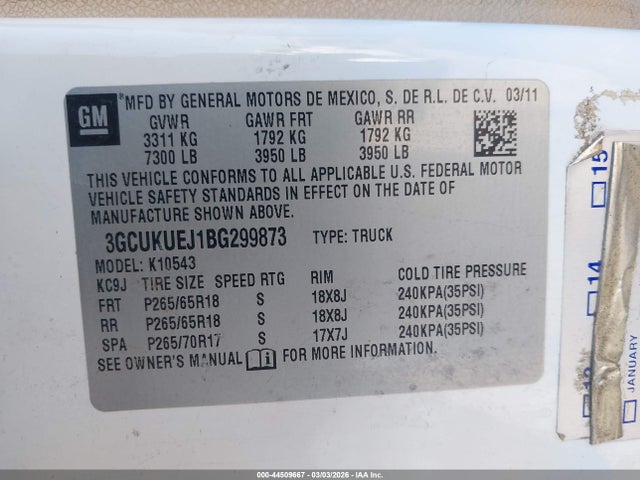 GM
®MFD BY GENERAL MOTORS DE MEXICO, S. DE R.L. DE C.V. 03/11
GVWR GAWR FRT GAWR RR
3311 KG 1792 KG 1792 KG
7300 LB 3950 LB 3950 LB
THIS VEHICLE CONFORMS TO ALL APPLICABLE U.S. FEDERAL MOTOR
VEHICLE SAFETY STANDARDS IN EFFECT ON THE DATE OF
MANUFACTURE SHOWN ABOVE.
3GCUKUEJ1BG299873 TYPE: TRUCK
MODEL: K10543
KC9J TIRE SIZE SPEED RTG RIM COLD TIRE PRESSURE
FRT P265/65R18 S 18X8J 240KPA(35PSI)
RR P265/65R18 S 18X8J 240KPA(35PSI)
SPA P265/70R17 S 17X7J 240KPA(35PSI)
SEE OWNER'S MANUAL FOR MORE INFORMATION.
15
14
JANUARY
000-44509667 - 03/03/2026 - IAA Inc.